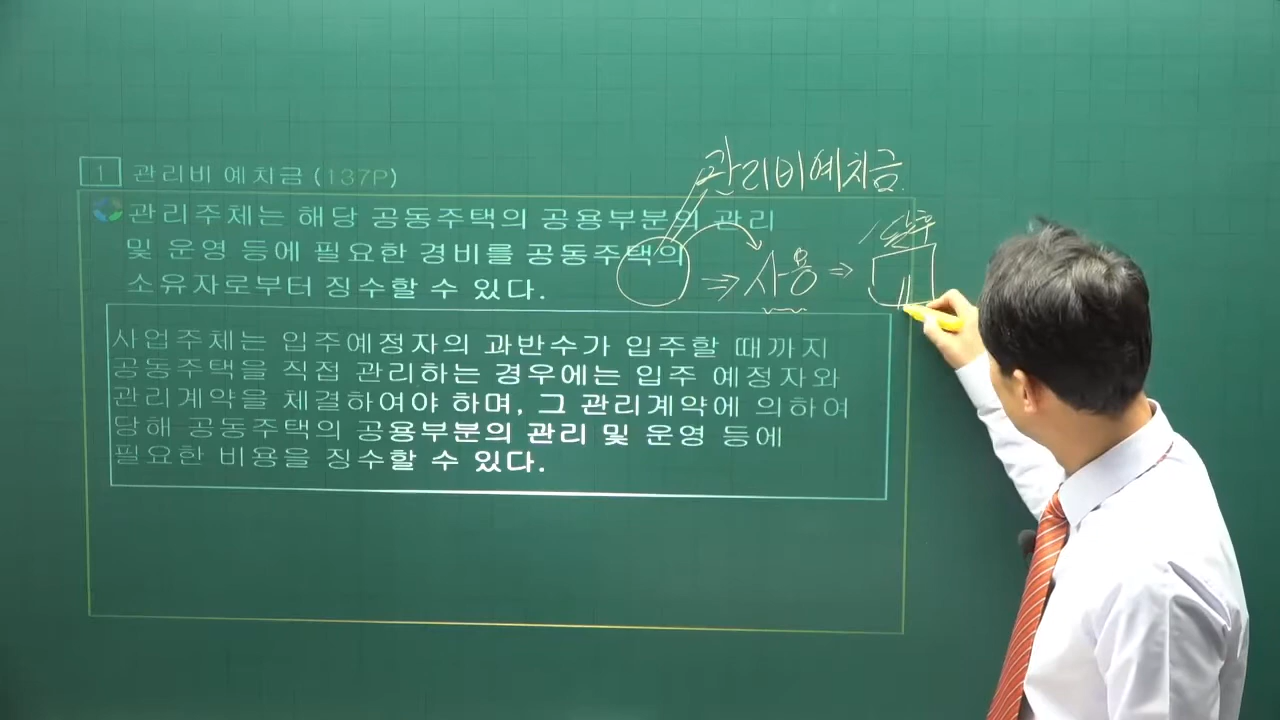 1 관리비 예치금 (137P)
관리주체는 해당 공동주택의 공용부분의 관리
및 운영 등에 필요한 경비를 공동주택의
소유자로부터 징수할 수 있다.
사업주체는 입주예정자의 과반수가 입주할 때까지
공동주택을 직접 관리하는 경우에는 입주 예정자와
관리계약을 체결하여야 하며, 그 관리계약에 의하여
당해 공동주택의 공용부분의 관리 및 운영 등에
필요한 비용을 징수할 수 있다.
관리비예치금
⇒ 사용 ⇒